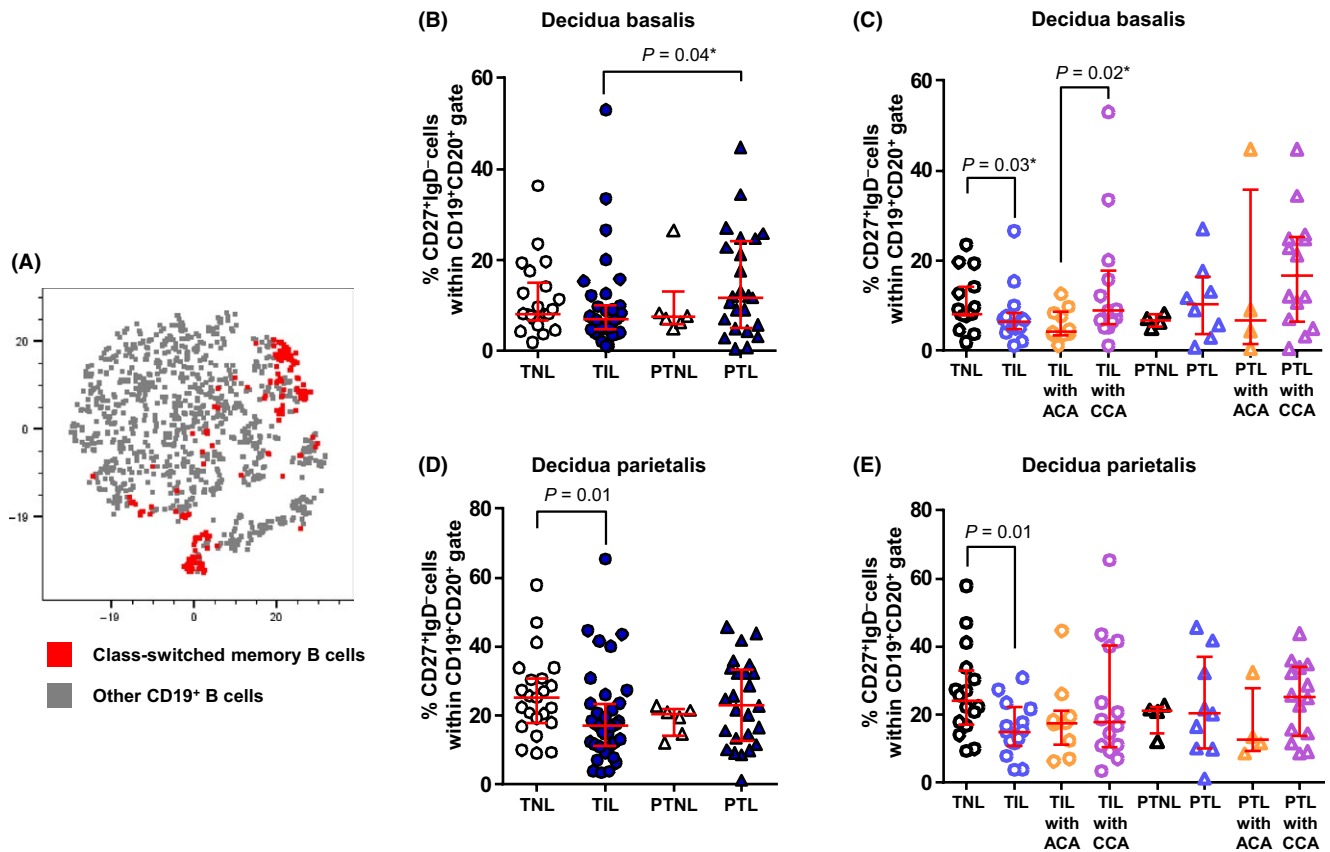 (A)
20
0
−19
−19
0
20
Class-switched memory B cells
Other CD19⁺ B cells
(B)
Decidua basalis
P = 0.04*
% CD27⁺IgD⁻cells
within CD19⁺CD20⁺ gate
60
40
20
0
TNL
TIL
PTNL
PTL
(C)
Decidua basalis
P = 0.02*
P = 0.03*
% CD27⁺IgD⁻cells
within CD19⁺CD20⁺ gate
60
40
20
0
TNL
TIL
TIL
with
ACA
TIL
with
CCA
PTNL
PTL
PTL
with
ACA
PTL
with
CCA
(D)
Decidua parietalis
P = 0.01
% CD27⁺IgD⁻cells
within CD19⁺CD20⁺ gate
80
60
40
20
0
TNL
TIL
PTNL
PTL
(E)
Decidua parietalis
P = 0.01
% CD27⁺IgD⁻cells
within CD19⁺CD20⁺ gate
80
60
40
20
0
TNL
TIL
TIL
with
ACA
TIL
with
CCA
PTNL
PTL
PTL
with
ACA
PTL
with
CCA